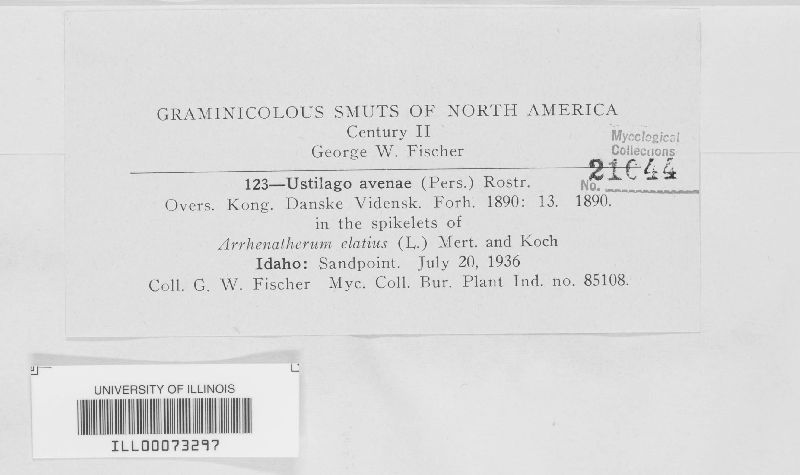 GRAMINICOLOUS SMUTS OF NORTH AMERICA
Century II
George W. Fischer
Mycological
Collections
No. 21644
123—Ustilago avenae (Pers.) Rostr.
Overs. Kong. Danske Vidensk. Forh. 1890: 13. 1890.
in the spikelets of
Arrhenatherum elatius (L.) Mert. and Koch
Idaho: Sandpoint. July 20, 1936
Coll. G. W. Fischer Myc. Coll. Bur. Plant Ind. no. 85108.
UNIVERSITY OF ILLINOIS
ILL00073297